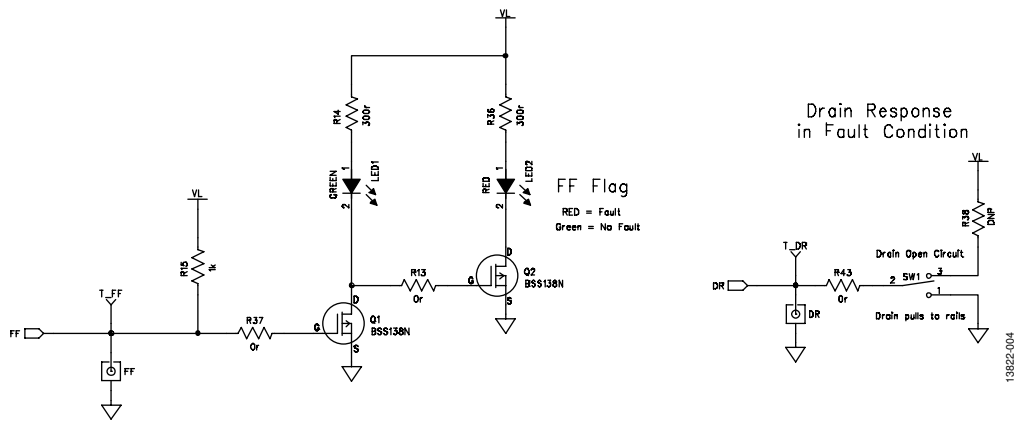 VL
R14
300r
R36
300r
1
GREEN
LED1
2
1
RED
LED2
2
FF Flag
RED = Fault
Green = No Fault
VL
R15
1k
T_FF
FF
R37
0r
FF
D
G
S
Q1
BSS138N
R13
0r
D
G
S
Q2
BSS138N
Drain Response
in Fault Condition
VL
R38
DNP
T_DR
Drain Open Circuit
DR
R43
0r
2
SW1
3
1
DR
Drain pulls to rails
13822-004